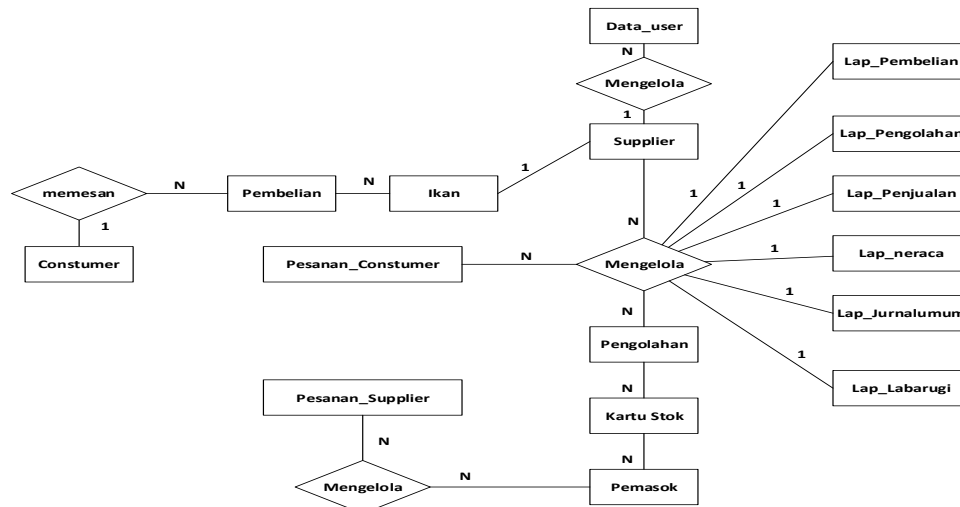 Data_user
N
Mengelola
1
Supplier
Lap_Pembelian
Lap_Pengolahan
Lap_Penjualan
Lap_neraca
Lap_Jurnalumum
Lap_Labarugi
1
1
1
1
1
1
memesan
N
Pembelian
N
Ikan
1
1
Constumer
Pesanan_Constumer
N
N
Mengelola
N
Pengolahan
N
Kartu Stok
N
Pemasok
Pesanan_Supplier
N
Mengelola
N